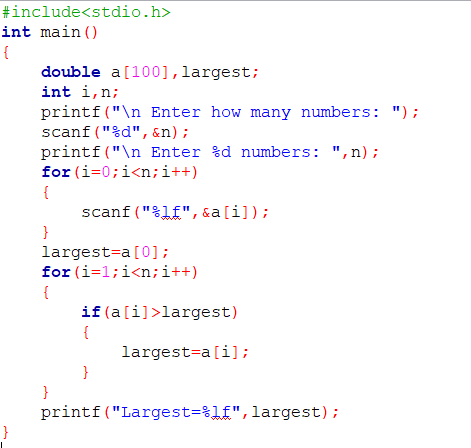 #include<stdio.h>
int main()
{
    double a[100],largest;
    int i,n;
    printf("\n Enter how many numbers: ");
    scanf("%d",&n);
    printf("\n Enter %d numbers: ",n);
    for(i=0;i<n;i++)
    {
        scanf("%lf",&a[i]);
    }
    largest=a[0];
    for(i=1;i<n;i++)
    {
        if(a[i]>largest)
        {
            largest=a[i];
        }
    }
    printf("Largest=%lf",largest);
}